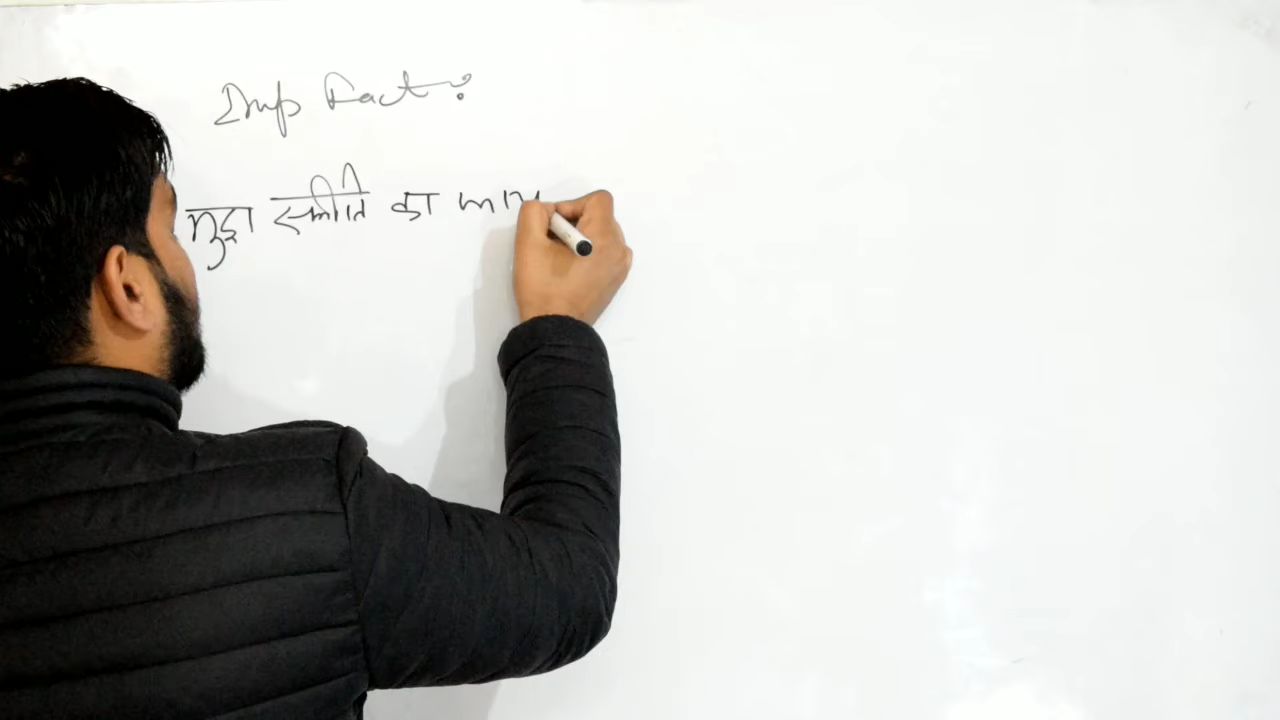 Imp Fact:
मुद्रा स्फीति का माप